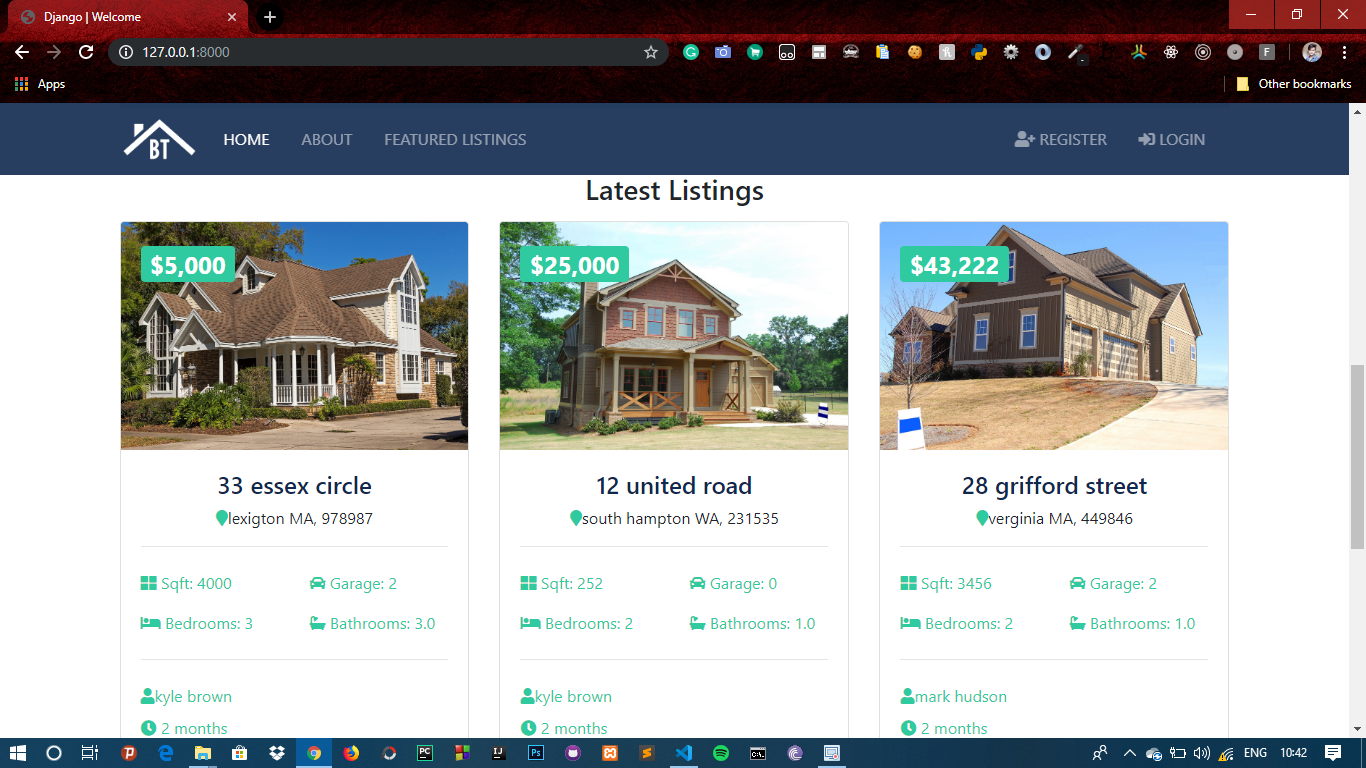 Django | Welcome
127.0.0.1:8000
Apps
Other bookmarks
BT
HOME
ABOUT
FEATURED LISTINGS
REGISTER
LOGIN
Latest Listings
$5,000
33 essex circle
lexigton MA, 978987
Sqft: 4000
Garage: 2
Bedrooms: 3
Bathrooms: 3.0
kyle brown
2 months
$25,000
12 united road
south hampton WA, 231535
Sqft: 252
Garage: 0
Bedrooms: 2
Bathrooms: 1.0
kyle brown
2 months
$43,222
28 grifford street
verginia MA, 449846
Sqft: 3456
Garage: 2
Bedrooms: 2
Bathrooms: 1.0
mark hudson
2 months
ENG
10:42